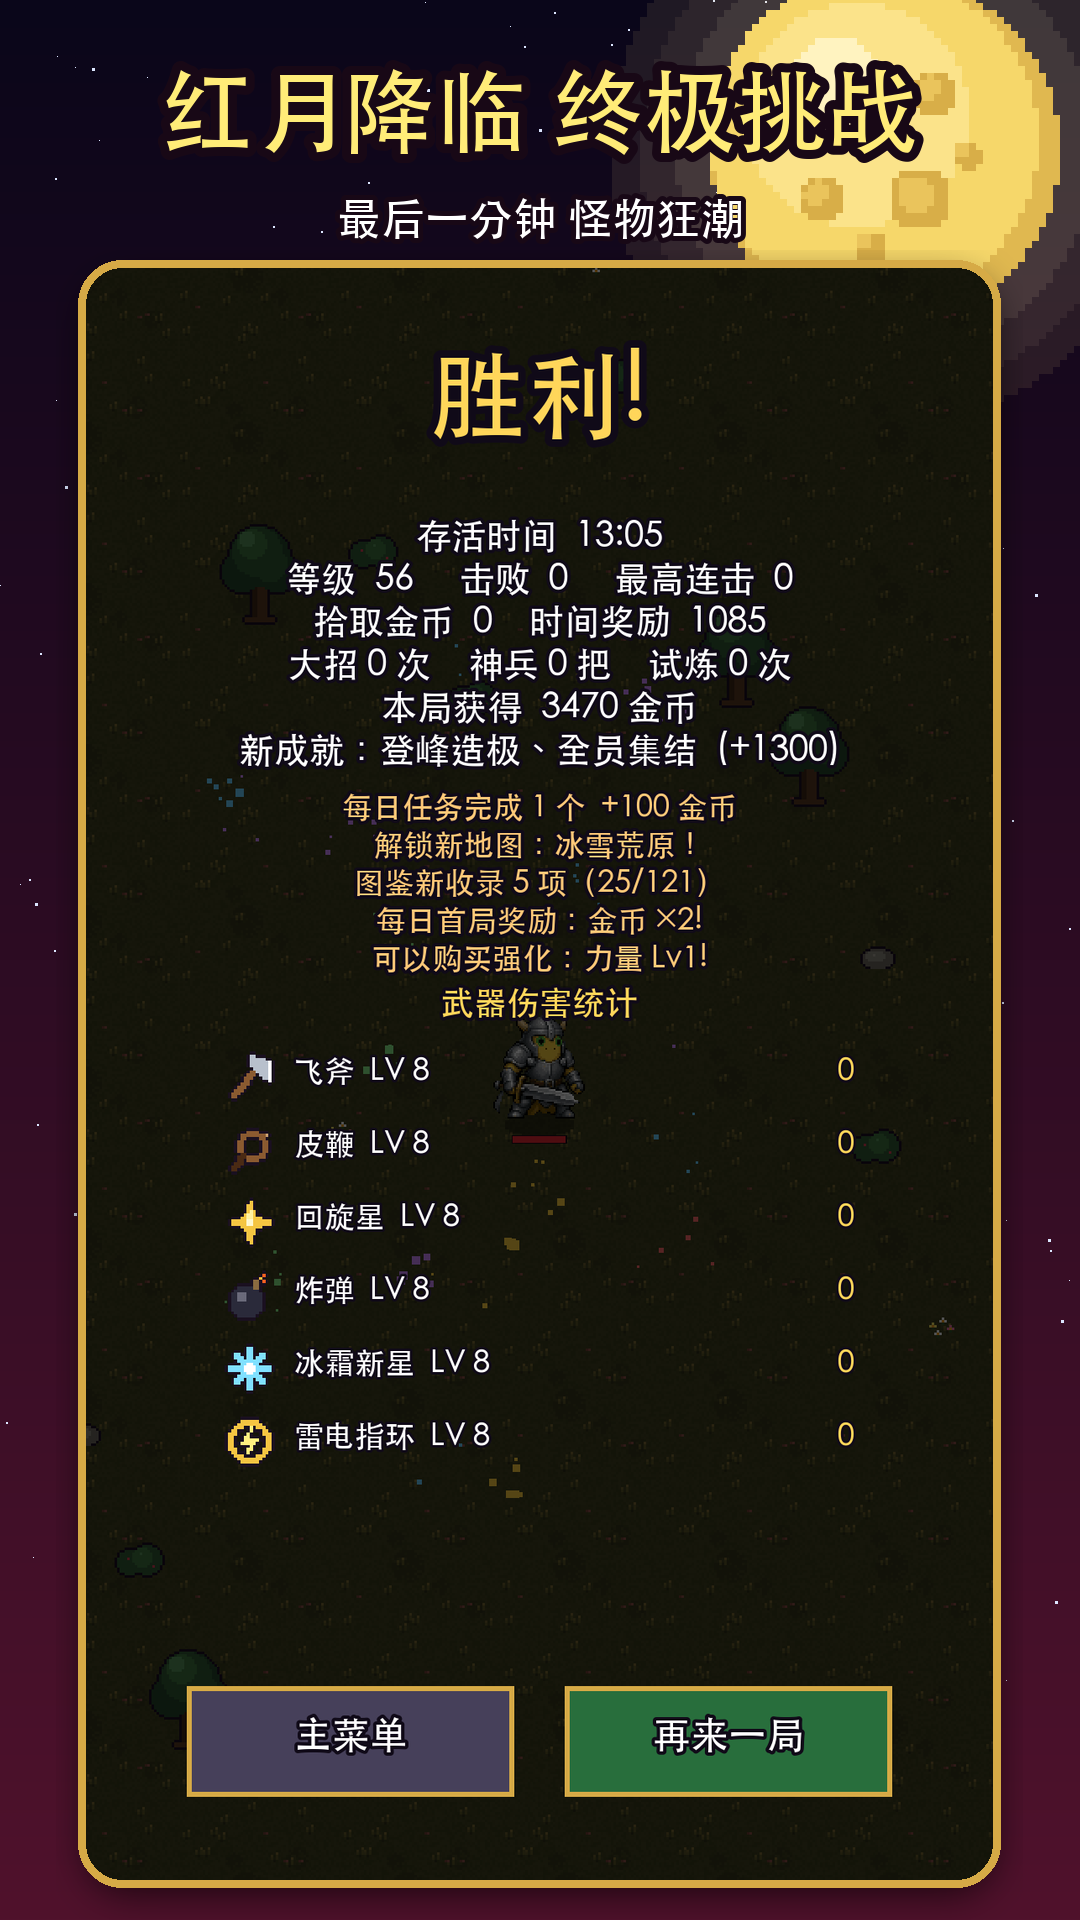 红月降临 终极挑战
最后一分钟 怪物狂潮
胜利!
存活时间 13:05
等级 56 击败 0 最高连击 0
拾取金币 0 时间奖励 1085
大招 0 次 神兵 0 把 试炼 0 次
本局获得 3470 金币
新成就：登峰造极、全员集结 (+1300)
每日任务完成 1 个 +100 金币
解锁新地图：冰雪荒原！
图鉴新收录 5 项 (25/121)
每日首局奖励：金币 ×2!
可以购买强化：力量 Lv1!
武器伤害统计
飞斧 LV 8 0
皮鞭 LV 8 0
回旋星 LV 8 0
炸弹 LV 8 0
冰霜新星 LV 8 0
雷电指环 LV 8 0
主菜单 再来一局